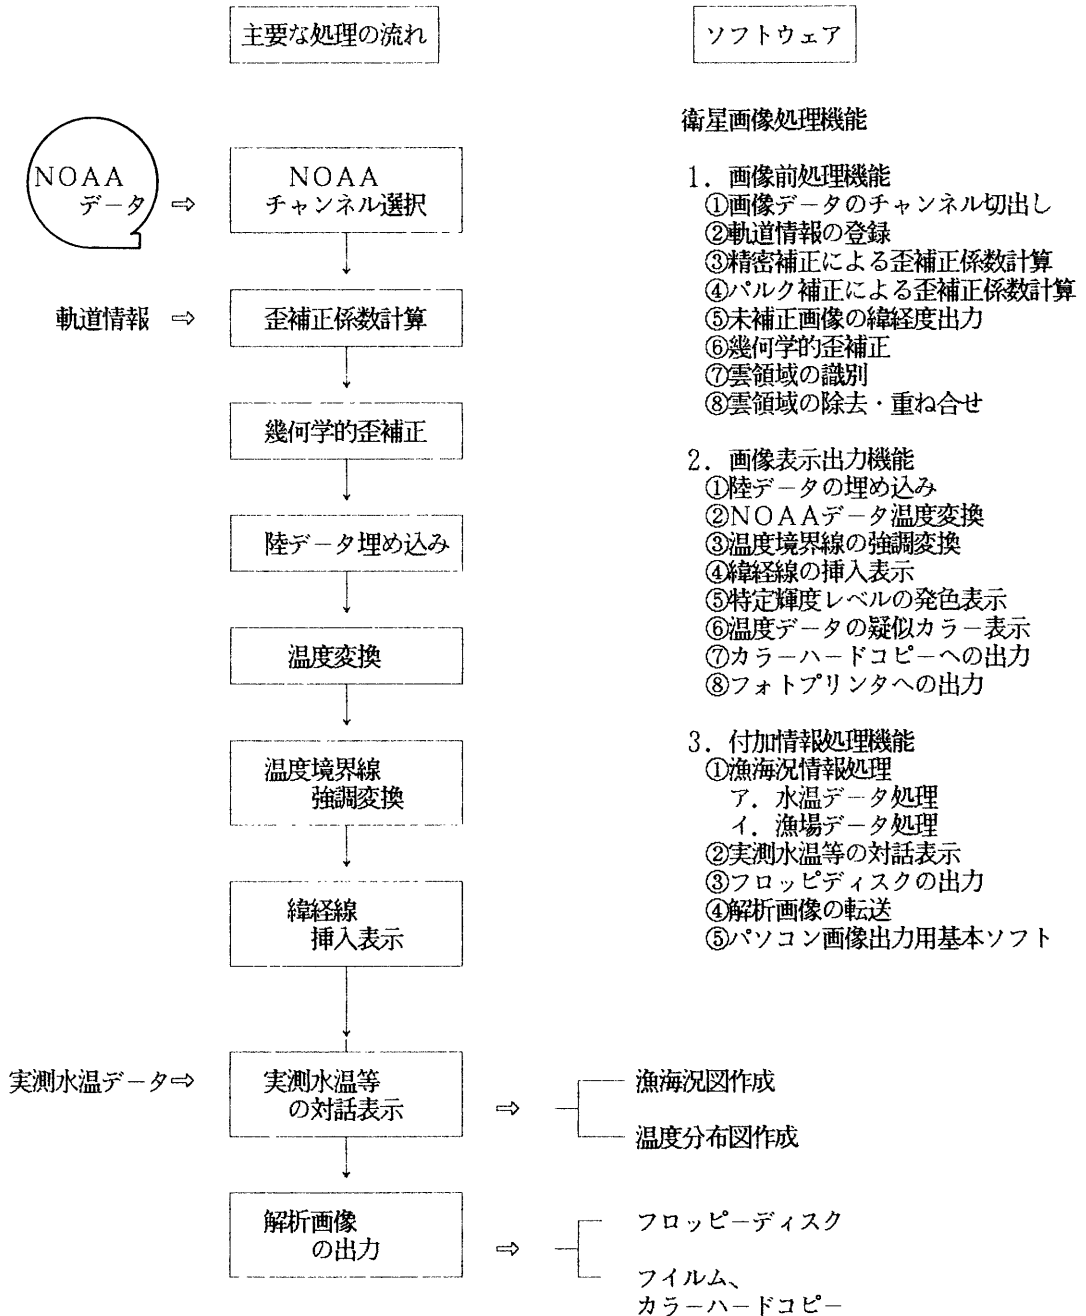 主要な処理の流れ
NOAA
データ ⇨
NOAA
チャンネル選択
軌道情報 ⇨
歪補正係数計算
幾何学的歪補正
陸データ埋め込み
温度変換
温度境界線
強調変換
緯経線
挿入表示
実測水温データ⇨
実測水温等
の対話表示
⇨
漁海況図作成
温度分布図作成
解析画像
の出力
⇨
フロッピーディスク
フイルム、
カラーハードコピー
ソフトウェア
衛星画像処理機能
1. 画像前処理機能
①画像データのチャンネル切出し
②軌道情報の登録
③精密補正による歪補正係数計算
④バルク補正による歪補正係数計算
⑤未補正画像の緯経度出力
⑥幾何学的歪補正
⑦雲領域の識別
⑧雲領域の除去・重ね合せ
2. 画像表示出力機能
①陸データの埋め込み
②NOAAデータ温度変換
③温度境界線の強調変換
④緯経線の挿入表示
⑤特定輝度レベルの発色表示
⑥温度データの疑似カラー表示
⑦カラーハードコピーへの出力
⑧フォトプリンタへの出力
3. 付加情報処理機能
①漁海況情報処理
ア. 水温データ処理
イ. 漁場データ処理
②実測水温等の対話表示
③フロッピディスクの出力
④解析画像の転送
⑤パソコン画像出力用基本ソフト